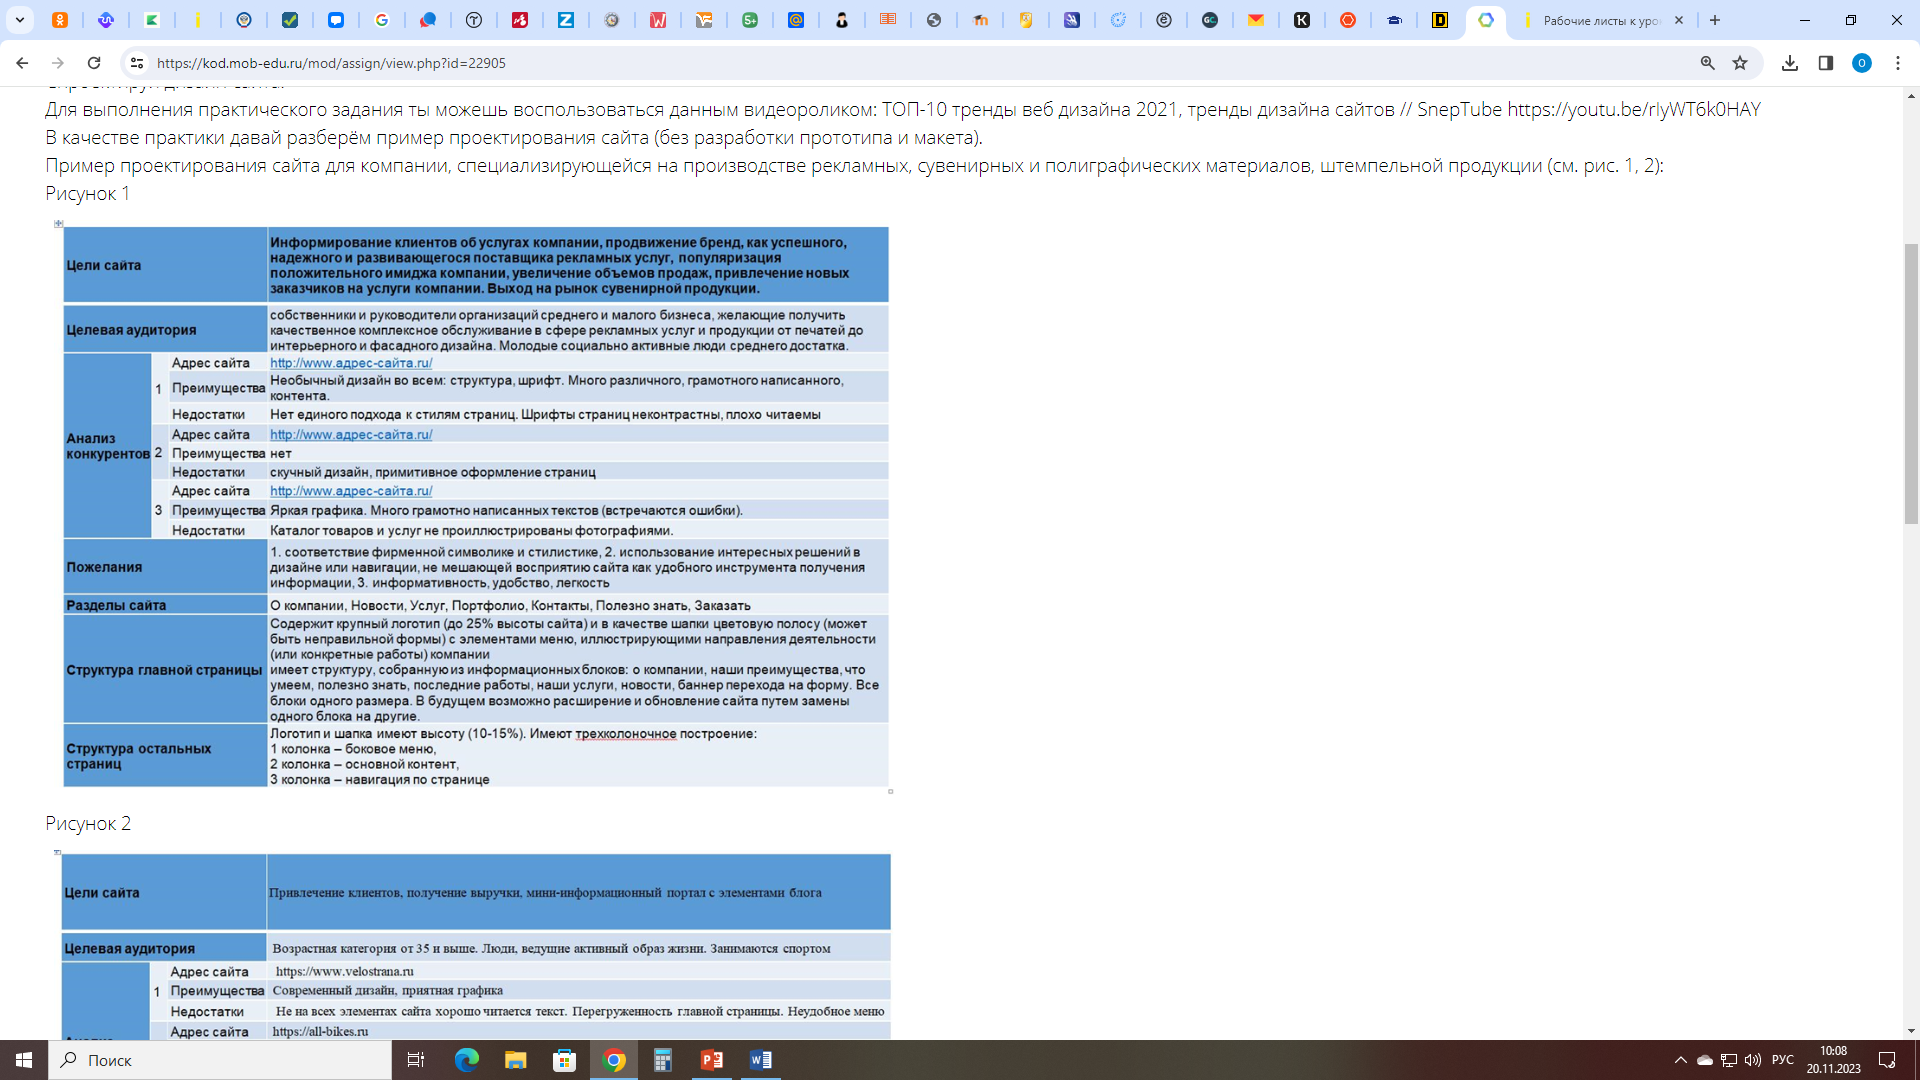 Рабочие листы к уро
https://kod.mob-edu.ru/mod/assign/view.php?id=22905
Для выполнения практического задания ты можешь воспользоваться данным видеороликом: ТОП-10 тренды веб дизайна 2021, тренды дизайна сайтов // SnepTube https://youtu.be/rlyWT6k0HAY
В качестве практики давай разберём пример проектирования сайта (без разработки прототипа и макета).
Пример проектирования сайта для компании, специализирующейся на производстве рекламных, сувенирных и полиграфических материалов, штемпельной продукции (см. рис. 1, 2):
Рисунок 1
Цели сайта
Информирование клиентов об услугах компании, продвижение бренд, как успешного,
надежного и развивающегося поставщика рекламных услуг, популяризация
положительного имиджа компании, увеличение объемов продаж, привлечение новых
заказчиков на услуги компании. Выход на рынок сувенирной продукции.
Целевая аудитория
собственники и руководители организаций среднего и малого бизнеса, желающие получить
качественное комплексное обслуживание в сфере рекламных услуг и продукции от печатей до
интерьерного и фасадного дизайна. Молодые социально активные люди среднего достатка.
Анализ
конкурентов
1
Адрес сайта
http://www.адрес-сайта.ru/
Преимущества
Необычный дизайн во всем: структура, шрифт. Много различного, грамотного написанного,
контента.
Недостатки
Нет единого подхода к стилям страниц. Шрифты страниц неконтрастны, плохо читаемы
2
Адрес сайта
http://www.адрес-сайта.ru/
Преимущества
нет
Недостатки
скучный дизайн, примитивное оформление страниц
3
Адрес сайта
http://www.адрес-сайта.ru/
Преимущества
Яркая графика. Много грамотно написанных текстов (встречаются ошибки).
Недостатки
Каталог товаров и услуг не проиллюстрированы фотографиями.
Пожелания
1. соответствие фирменной символике и стилистике, 2. использование интересных решений в
дизайне или навигации, не мешающей восприятию сайта как удобного инструмента получения
информации, 3. информативность, удобство, легкость
Разделы сайта
О компании, Новости, Услуг, Портфолио, Контакты, Полезно знать, Заказать
Структура главной страницы
Содержит крупный логотип (до 25% высоты сайта) и в качестве шапки цветовую полосу (может
быть неправильной формы) с элементами меню, иллюстрирующими направления деятельности
(или конкретные работы) компании
имеет структуру, собранную из информационных блоков: о компании, наши преимущества, что
умеем, полезно знать, последние работы, наши услуги, новости, баннер перехода на форму. Все
блоки одного размера. В будущем возможно расширение и обновление сайта путем замены
одного блока на другие.
Структура остальных
страниц
Логотип и шапка имеют высоту (10-15%). Имеют трехколоночное построение:
1 колонка – боковое меню,
2 колонка – основной контент,
3 колонка – навигация по странице
Рисунок 2
Цели сайта
Привлечение клиентов, получение выручки, мини-информационный портал с элементами блога
Целевая аудитория
Возрастная категория от 35 и выше. Люди, ведущие активный образ жизни. Занимаются спортом
1
Адрес сайта
https://www.velostrana.ru
Преимущества
Современный дизайн, приятная графика
Недостатки
Не на всех элементах сайта хорошо читается текст. Перегруженность главной страницы. Неудобное меню
Адрес сайта
https://all-bikes.ru
Поиск
РУС
10:08
20.11.2023